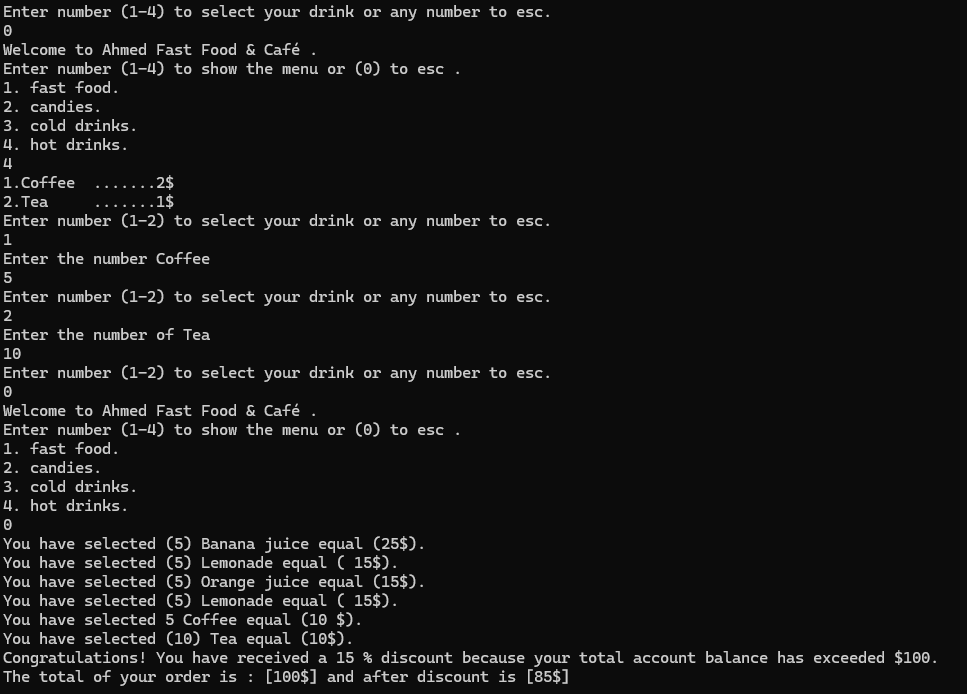 Enter number (1-4) to select your drink or any number to esc.
0
Welcome to Ahmed Fast Food & Café .
Enter number (1-4) to show the menu or (0) to esc .
1. fast food.
2. candies.
3. cold drinks.
4. hot drinks.
4
1.Coffee  .......2$
2.Tea     .......1$
Enter number (1-2) to select your drink or any number to esc.
1
Enter the number Coffee
5
Enter number (1-2) to select your drink or any number to esc.
2
Enter the number of Tea
10
Enter number (1-2) to select your drink or any number to esc.
0
Welcome to Ahmed Fast Food & Café .
Enter number (1-4) to show the menu or (0) to esc .
1. fast food.
2. candies.
3. cold drinks.
4. hot drinks.
0
You have selected (5) Banana juice equal (25$).
You have selected (5) Lemonade equal ( 15$).
You have selected (5) Orange juice equal (15$).
You have selected (5) Lemonade equal ( 15$).
You have selected 5 Coffee equal (10 $).
You have selected (10) Tea equal (10$).
Congratulations! You have received a 15 % discount because your total account balance has exceeded $100.
The total of your order is : [100$] and after discount is [85$]